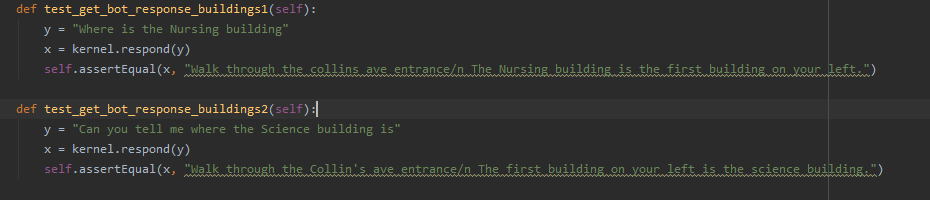 def test_get_bot_response_buildings1(self):
y = "Where is the Nursing building"
x = kernel.respond(y)
self.assertEqual(x, "Walk through the collins ave entrance/n The Nursing building is the first building on your left.")
def test_get_bot_response_buildings2(self):
y = "Can you tell me where the Science building is"
x = kernel.respond(y)
self.assertEqual(x, "Walk through the Collin's ave entrance/n The first building on your left is the science building.")